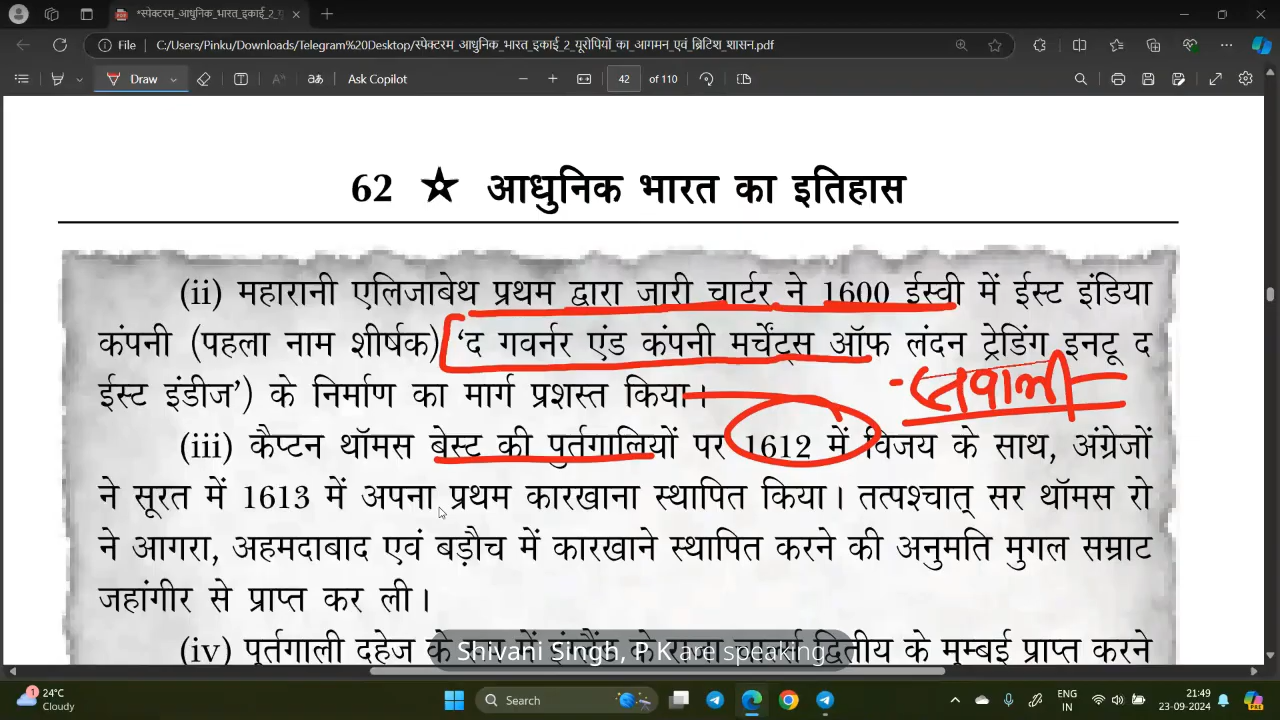 *स्पेक्टरम_आधुनिक_भारत_इकाई_2_यू
File C:/Users/Pinku/Downloads/Telegram%20Desktop/स्पेक्टरम_आधुनिक_भारत_इकाई_2_यूरोपियों_का_आगमन_एवं_ब्रिटिश_शासन.pdf
Draw Ask Copilot 42 of 110
62 ☆ आधुनिक भारत का इतिहास
(ii) महारानी एलिजाबेथ प्रथम द्वारा जारी चार्टर ने 1600 ईस्वी में ईस्ट इंडिया
कंपनी (पहला नाम शीर्षक) ‘द गवर्नर एंड कंपनी मर्चेंट्स ऑफ लंदन ट्रेडिंग इनटू द
ईस्ट इंडीज’) के निर्माण का मार्ग प्रशस्त किया।
(iii) कैप्टन थॉमस बेस्ट की पुर्तगालियों पर 1612 में विजय के साथ, अंग्रेजों
ने सूरत में 1613 में अपना प्रथम कारखाना स्थापित किया। तत्पश्चात् सर थॉमस रो
ने आगरा, अहमदाबाद एवं बड़ौच में कारखाने स्थापित करने की अनुमति मुगल सम्राट
जहांगीर से प्राप्त कर ली।
(iv) पुर्तगाली दहेज के द्वितीय के मुम्बई प्राप्त करने
Shivani Singh, P K are speaking
1 24°C
Cloudy
Search
ENG
IN
21:49
23-09-2024